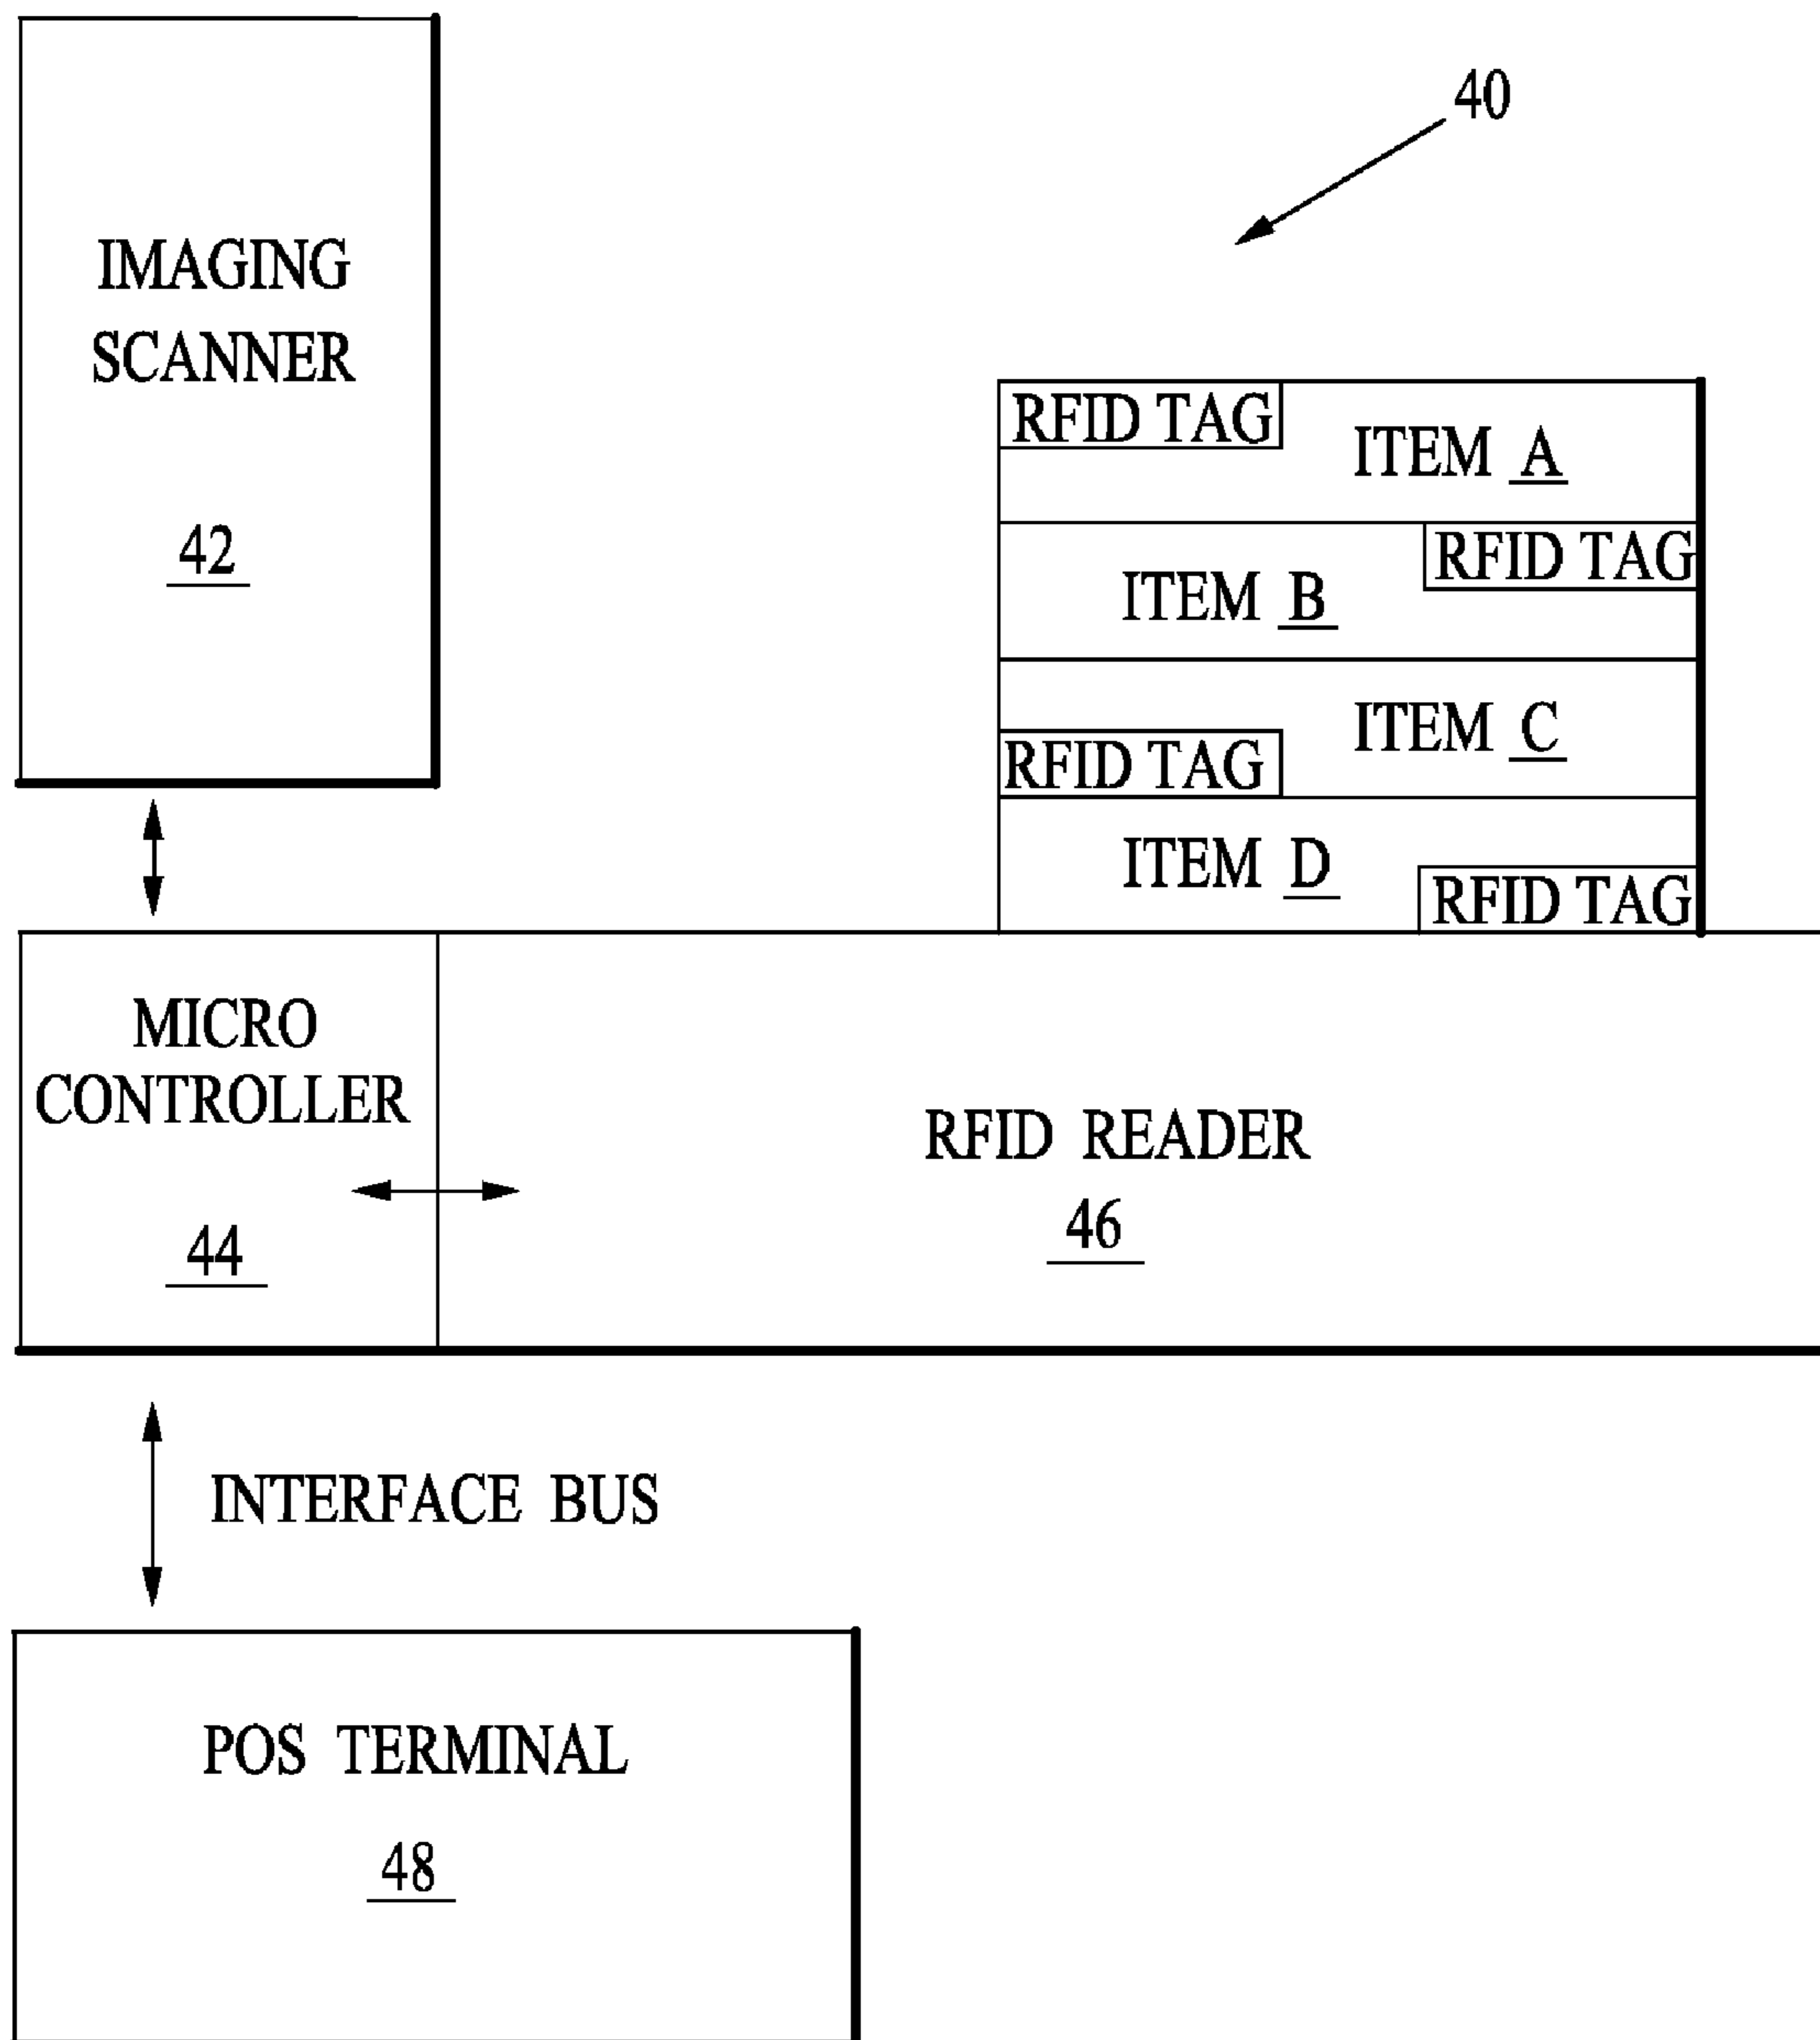 40
IMAGING
SCANNER
42
RFID TAG
ITEM A
RFID TAG
ITEM B
ITEM C
RFID TAG
ITEM D
RFID TAG
MICRO
CONTROLLER
44
RFID READER
46
INTERFACE BUS
POS TERMINAL
48